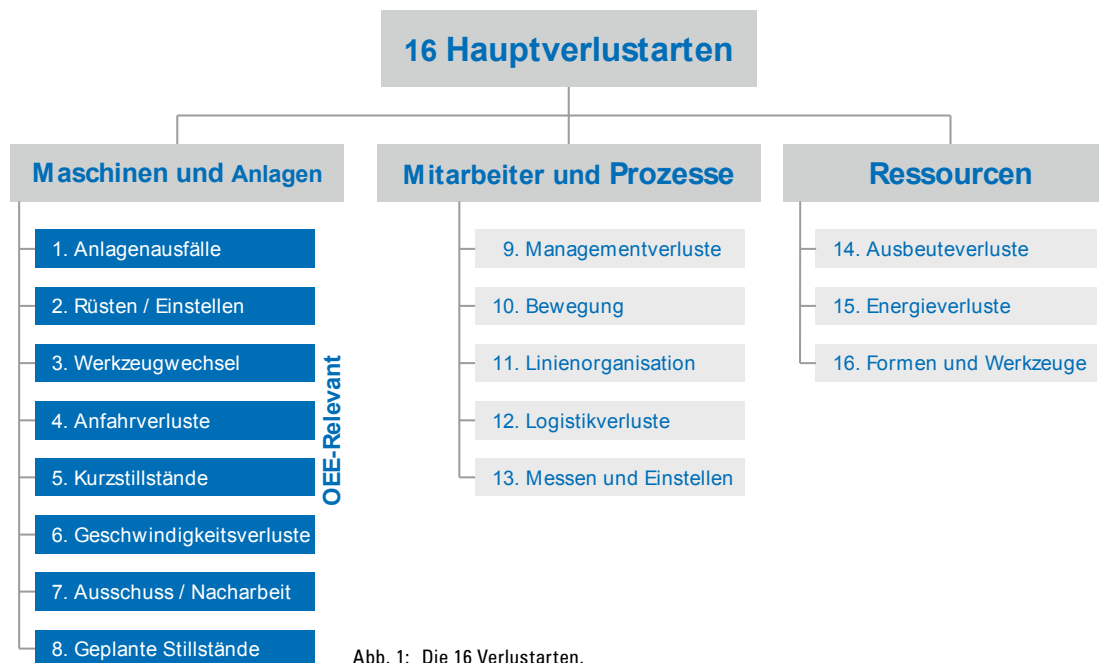 16 Hauptverlustarten
Maschinen und Anlagen
1. Anlagenausfälle
2. Rüsten / Einstellen
3. Werkzeugwechsel
4. Anfahrverluste
5. Kurzstillstände
6. Geschwindigkeitsverluste
7. Ausschuss / Nacharbeit
8. Geplante Stillstände
OEE-Relevant
Mitarbeiter und Prozesse
9. Managementverluste
10. Bewegung
11. Linienorganisation
12. Logistikverluste
13. Messen und Einstellen
Ressourcen
14. Ausbeuteverluste
15. Energieverluste
16. Formen und Werkzeuge
Abb. 1: Die 16 Verlustarten.